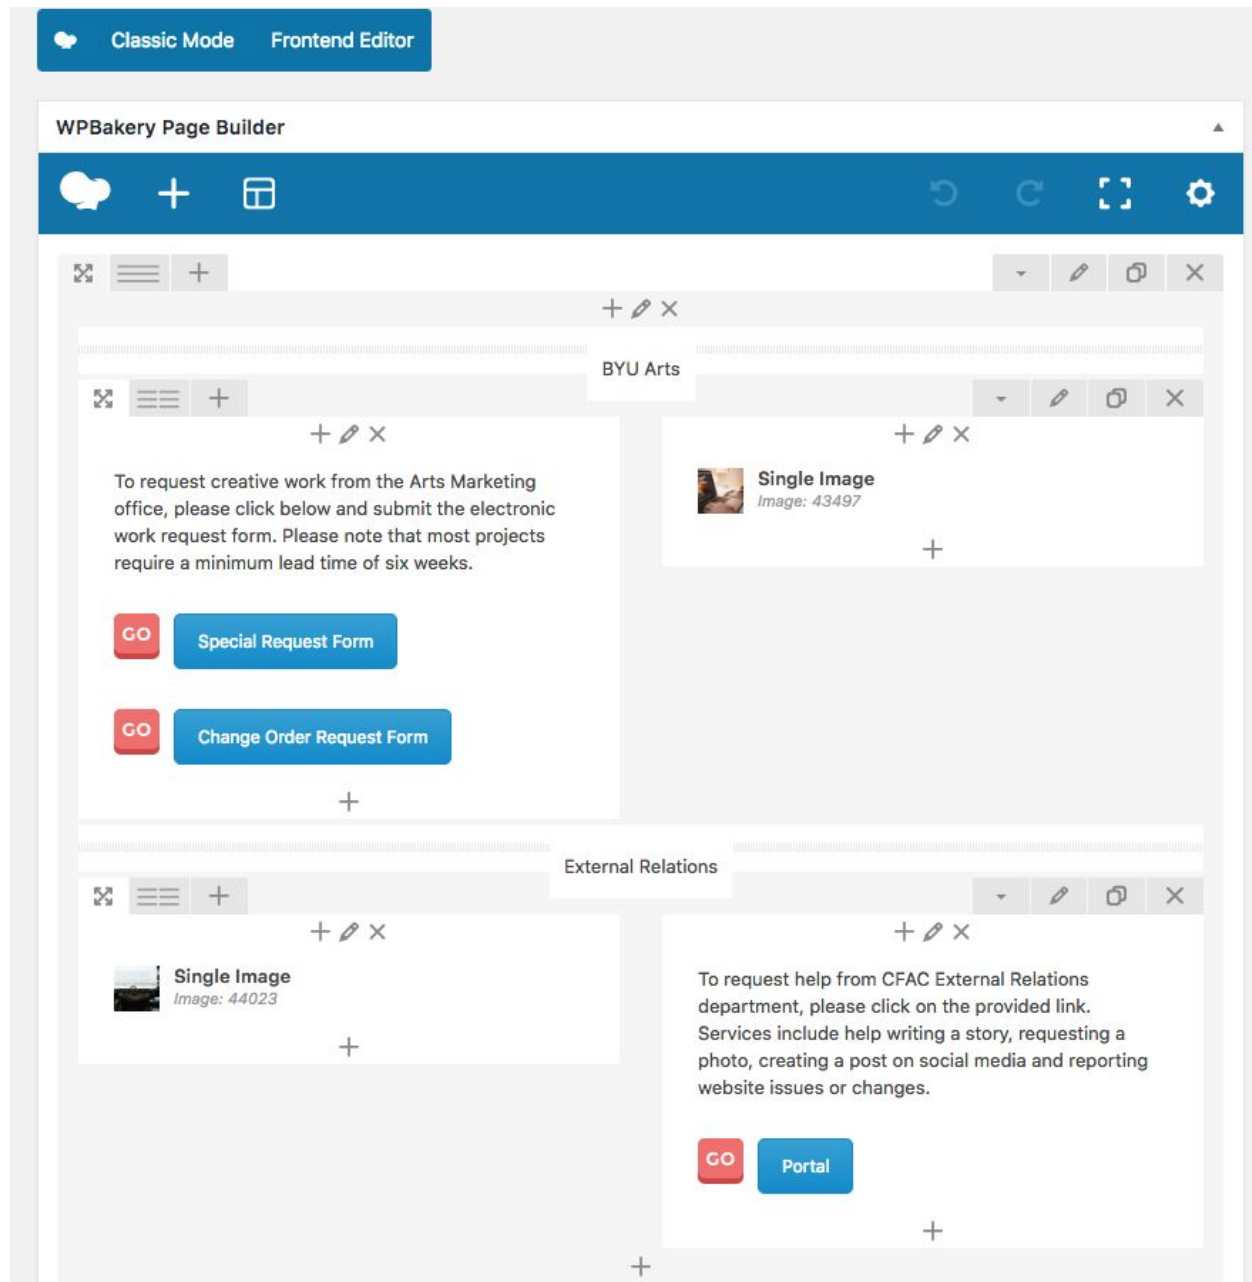 Classic Mode Frontend Editor
WPBakery Page Builder
BYU Arts
To request creative work from the Arts Marketing
office, please click below and submit the electronic
work request form. Please note that most projects
require a minimum lead time of six weeks.
Single Image
Image: 43497
GO Special Request Form
GO Change Order Request Form
External Relations
Single Image
Image: 44023
To request help from CFAC External Relations
department, please click on the provided link.
Services include help writing a story, requesting a
photo, creating a post on social media and reporting
website issues or changes.
GO Portal